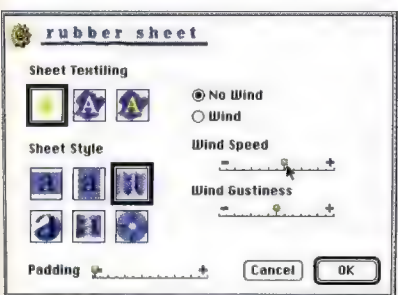 rubber sheet
Sheet Textiling
A A
No Wind
Wind
Sheet Style
a a n
a n
Wind Speed
- +
Wind Gustiness
- +
Padding - +
Cancel OK